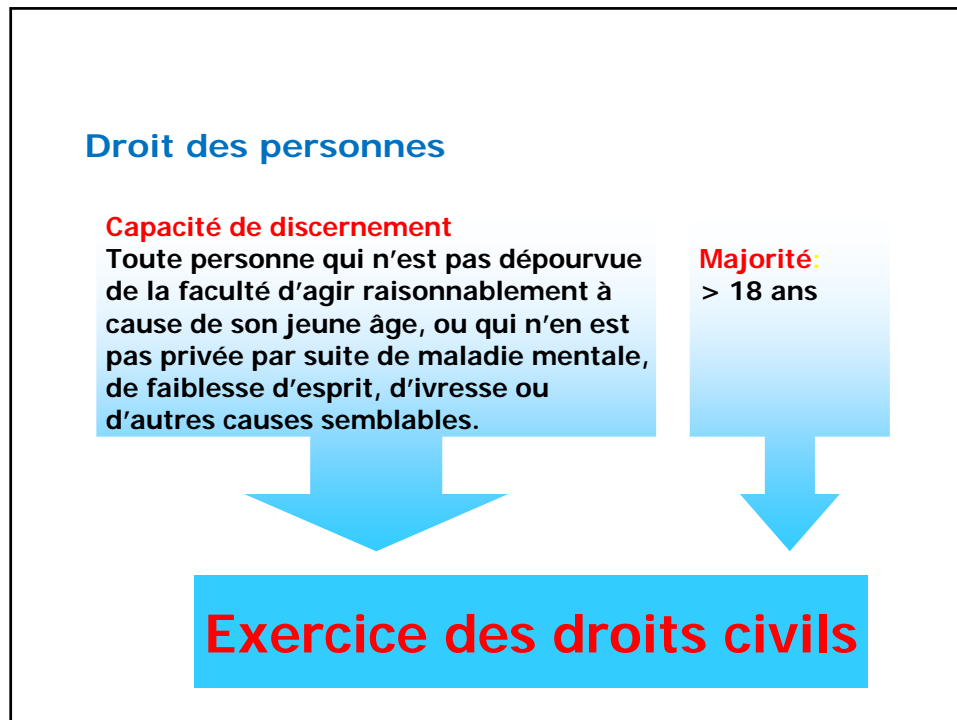 Droit des personnes
Capacité de discernement
Toute personne qui n’est pas dépourvue
de la faculté d’agir raisonnablement à
cause de son jeune âge, ou qui n’en est
pas privée par suite de maladie mentale,
de faiblesse d’esprit, d’ivresse ou
d’autres causes semblables.
Majorité:
> 18 ans
Exercice des droits civils